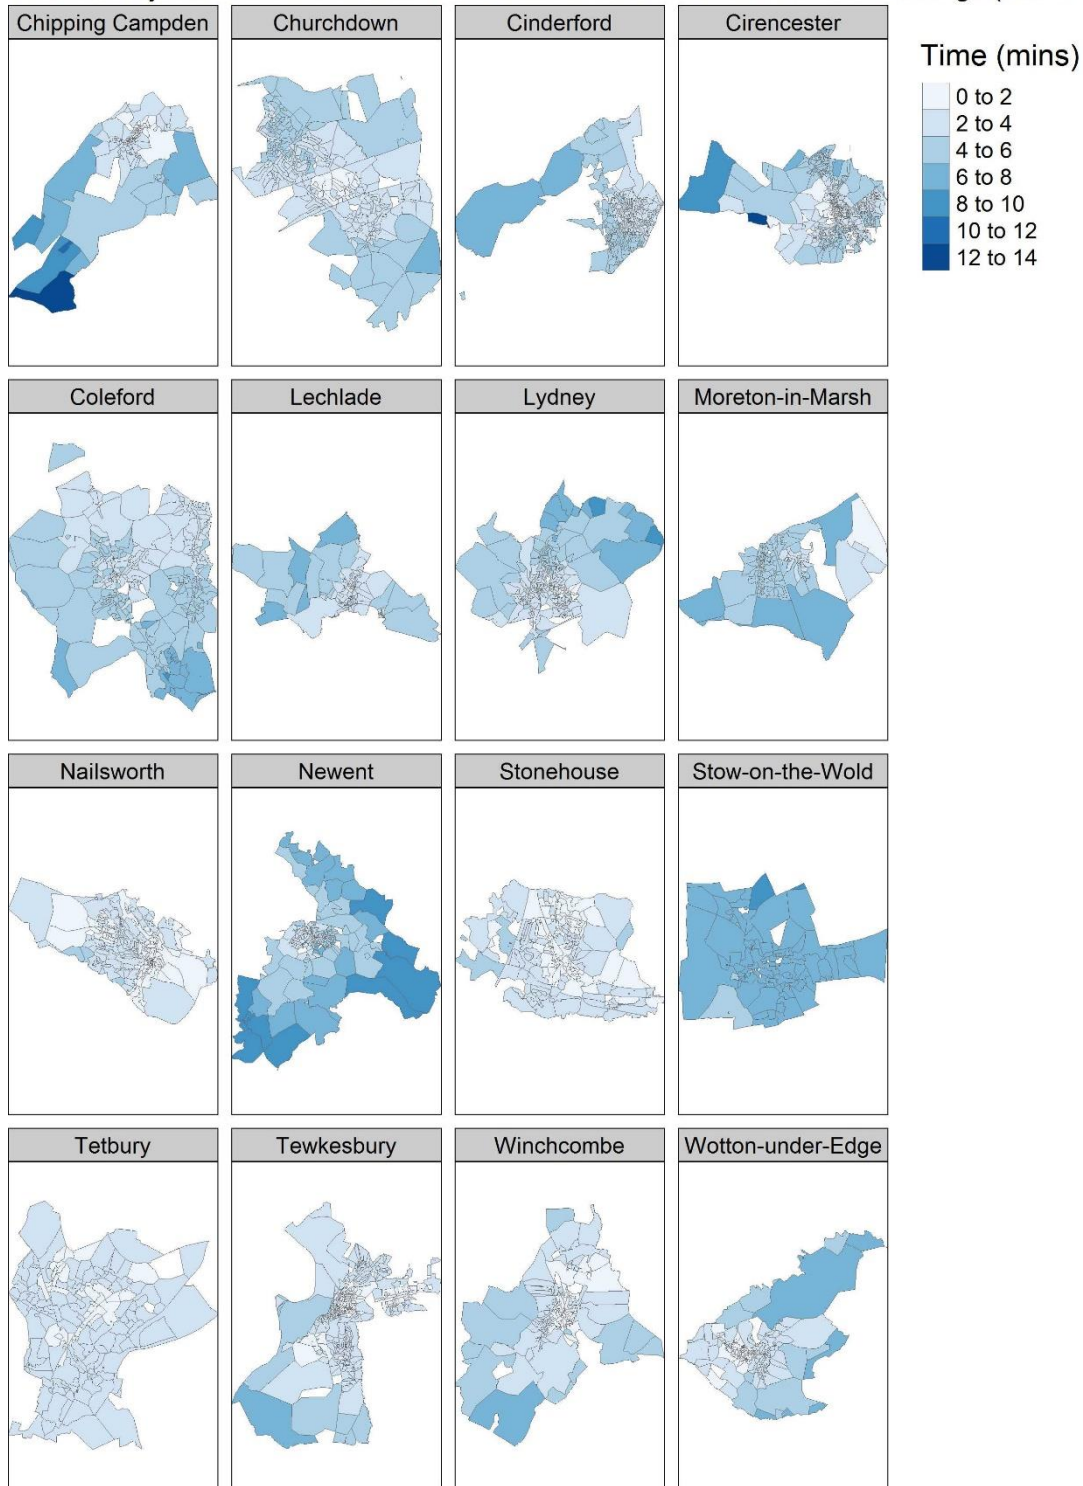 Chipping Campden
Churchdown
Cinderford
Cirencester
Time (mins)
0 to 2
2 to 4
4 to 6
6 to 8
8 to 10
10 to 12
12 to 14
Coleford
Lechlade
Lydney
Moreton-in-Marsh
Nailsworth
Newent
Stonehouse
Stow-on-the-Wold
Tetbury
Tewkesbury
Winchcombe
Wotton-under-Edge